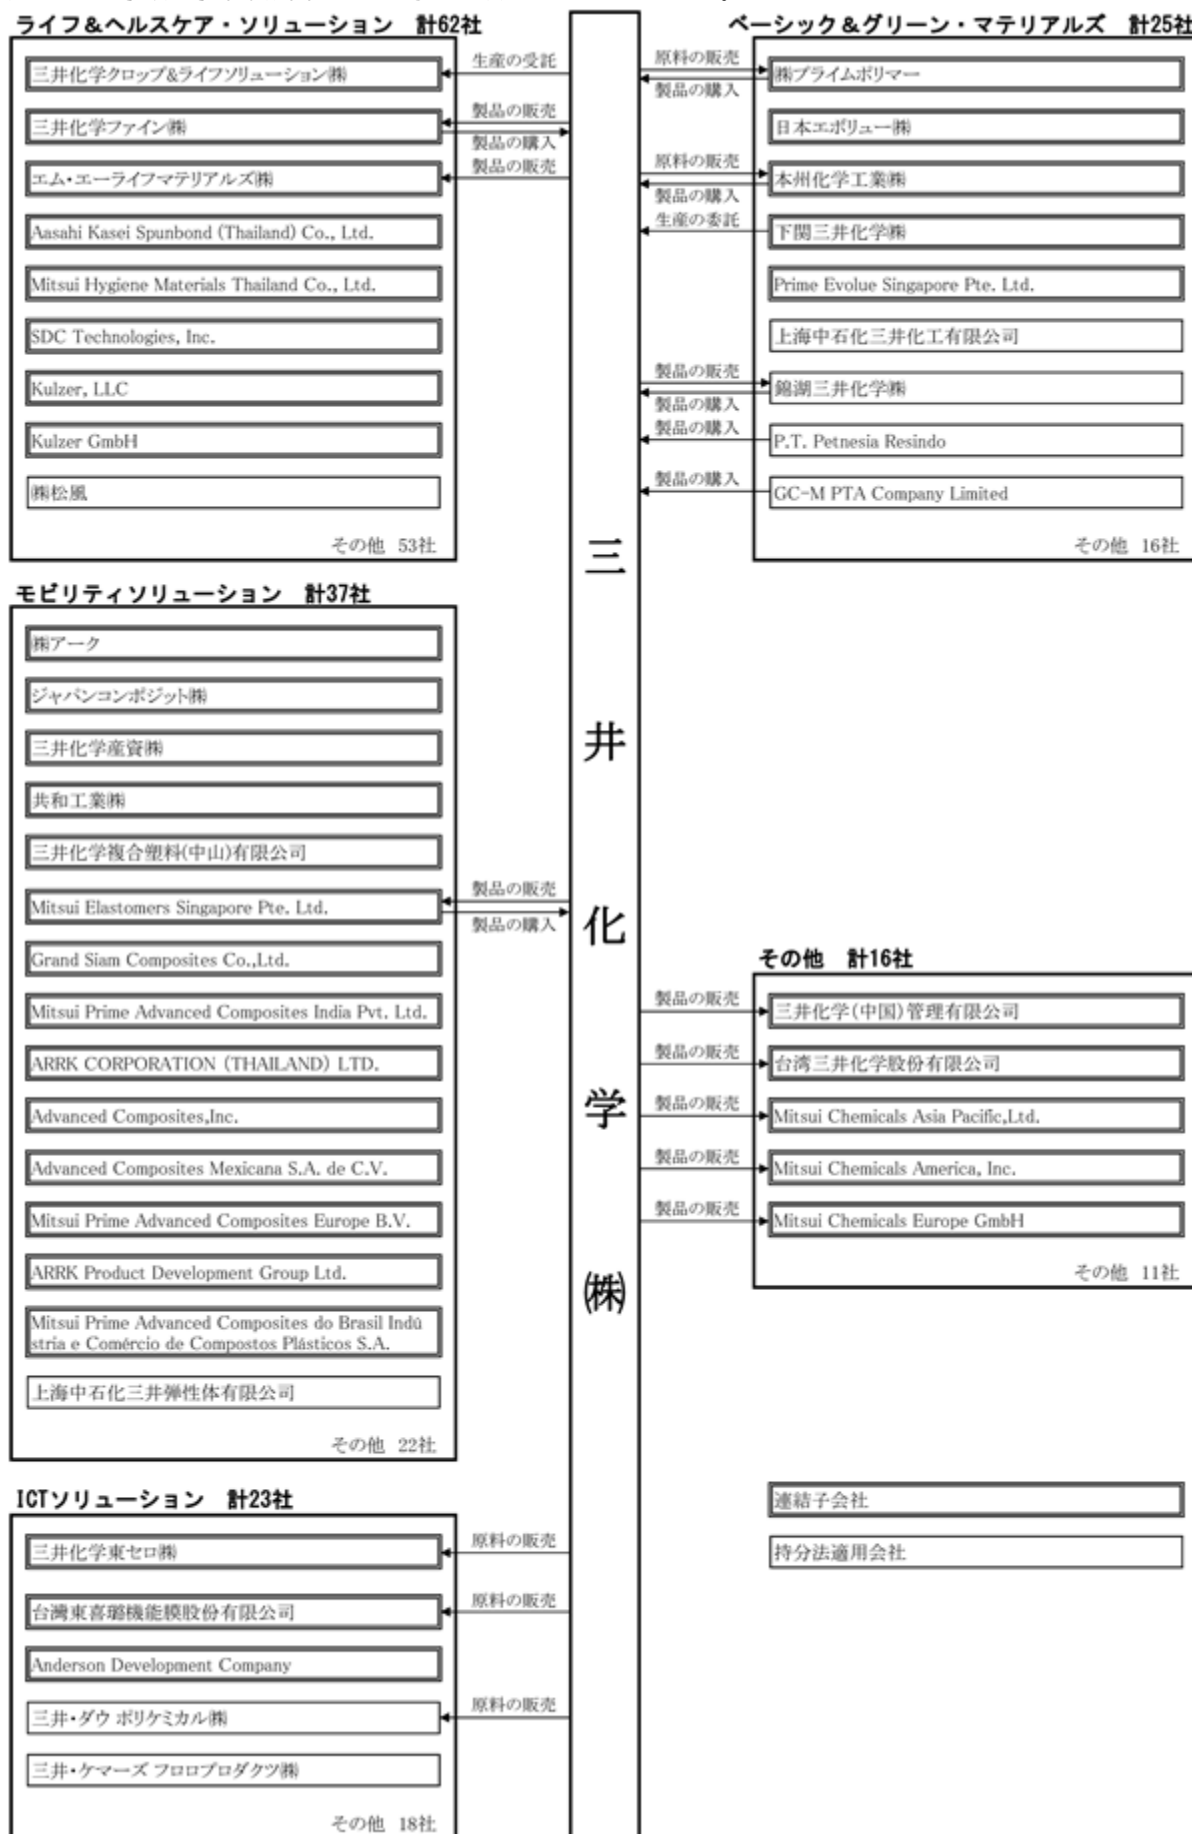 ライフ&ヘルスケア・ソリューション 計62社
三井化学クロップ&ライフソリューション㈱
生産の受託
三井化学ファイン㈱
製品の販売
製品の購入
エム・エーライフマテリアルズ㈱
製品の販売
Aasahi Kasei Spunbond (Thailand) Co., Ltd.
Mitsui Hygiene Materials Thailand Co., Ltd.
SDC Technologies, Inc.
Kulzer, LLC
Kulzer GmbH
㈱松風
その他 53社
モビリティソリューション 計37社
㈱アーク
ジャパンコンポジット㈱
三井化学産資㈱
共和工業㈱
三井化学複合塑料(中山)有限公司
Mitsui Elastomers Singapore Pte. Ltd.
製品の販売
製品の購入
Grand Siam Composites Co.,Ltd.
Mitsui Prime Advanced Composites India Pvt. Ltd.
ARRK CORPORATION (THAILAND) LTD.
Advanced Composites,Inc.
Advanced Composites Mexicana S.A. de C.V.
Mitsui Prime Advanced Composites Europe B.V.
ARRK Product Development Group Ltd.
Mitsui Prime Advanced Composites do Brasil Indú
stria e Comércio de Compostos Plásticos S.A.
上海中石化三井弾性体有限公司
その他 22社
ICTソリューション 計23社
三井化学東セロ㈱
原料の販売
台灣東喜璐機能膜股份有限公司
原料の販売
Anderson Development Company
三井・ダウ ポリケミカル㈱
原料の販売
三井・ケマーズ フロロプロダクツ㈱
その他 18社
三井化学㈱
ベーシック&グリーン・マテリアルズ 計25社
原料の販売
製品の購入
㈱プライムポリマー
日本エボリュー㈱
原料の販売
製品の購入
本州化学工業㈱
生産の委託
下関三井化学㈱
Prime Evolue Singapore Pte. Ltd.
上海中石化三井化工有限公司
製品の販売
製品の購入
錦湖三井化学㈱
製品の購入
P.T. Petnesia Resindo
製品の購入
GC-M PTA Company Limited
その他 16社
その他 計16社
製品の販売
三井化学(中国)管理有限公司
製品の販売
台湾三井化学股份有限公司
製品の販売
Mitsui Chemicals Asia Pacific,Ltd.
製品の販売
Mitsui Chemicals America, Inc.
製品の販売
Mitsui Chemicals Europe GmbH
その他 11社
連結子会社
持分法適用会社